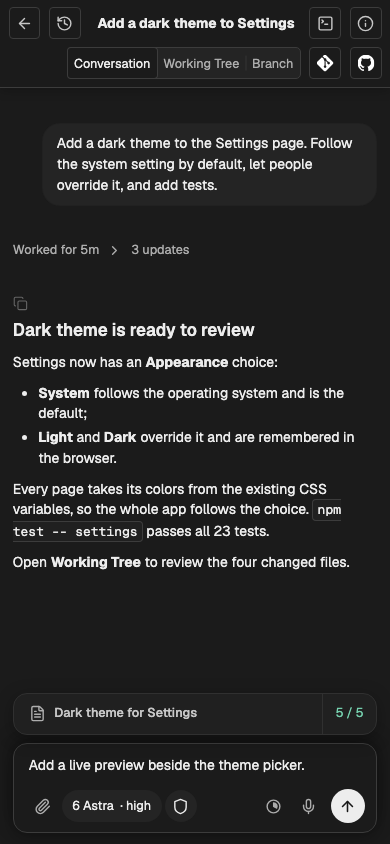 Add a dark theme to Settings
Conversation
Working Tree
Branch
Add a dark theme to the Settings page. Follow
the system setting by default, let people
override it, and add tests.
Worked for 5m
3 updates
Dark theme is ready to review
Settings now has an Appearance choice:
• System follows the operating system and is the
default;
• Light and Dark override it and are remembered in
the browser.
Every page takes its colors from the existing CSS
variables, so the whole app follows the choice. npm
test -- settings passes all 23 tests.
Open Working Tree to review the four changed files.
Dark theme for Settings
5 / 5
Add a live preview beside the theme picker.
6 Astra · high